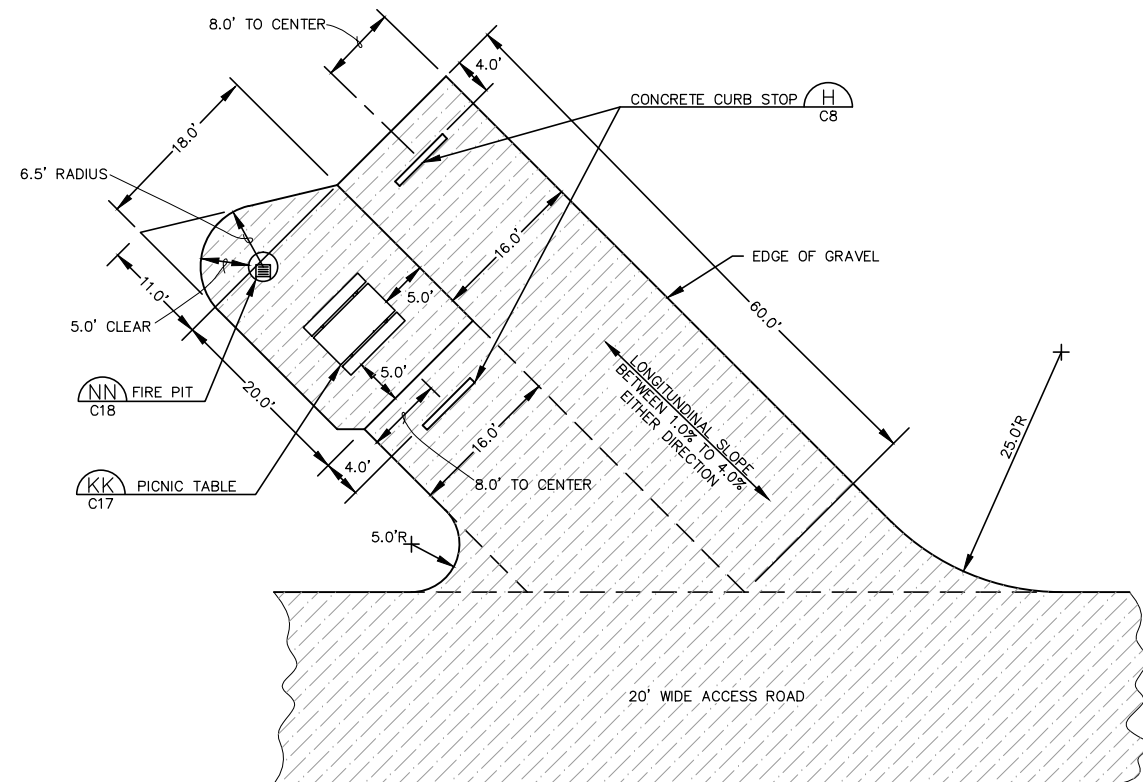 8.0' TO CENTER
4.0'
CONCRETE CURB STOP
H
C8
18.0'
6.5' RADIUS
16.0'
EDGE OF GRAVEL
11.0'
5.0'
60.0'
5.0' CLEAR
5.0'
LONGITUNDINAL SLOPE
BETWEEN 1.0% TO 4.0%
EITHER DIRECTION
NN
FIRE PIT
C18
20.0'
16.0'
25.0'R
4.0'
KK
PICNIC TABLE
C17
8.0' TO CENTER
5.0'R
20' WIDE ACCESS ROAD